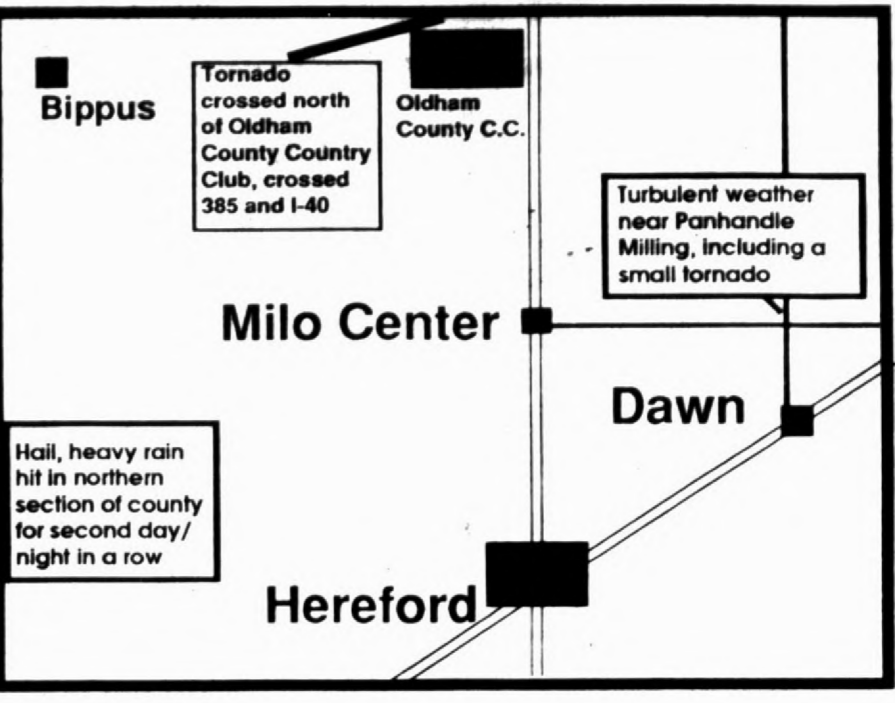 Bippus
Tornado
crossed north
of Oldham
County Country
Club, crossed
385 and I-40
Oldham
County C.C.
Turbulent weather
near Panhandle
Milling, including a
small tornado
Milo Center
Dawn
Hail, heavy rain
hit in northern
section of county
for second day/
night in a row
Hereford